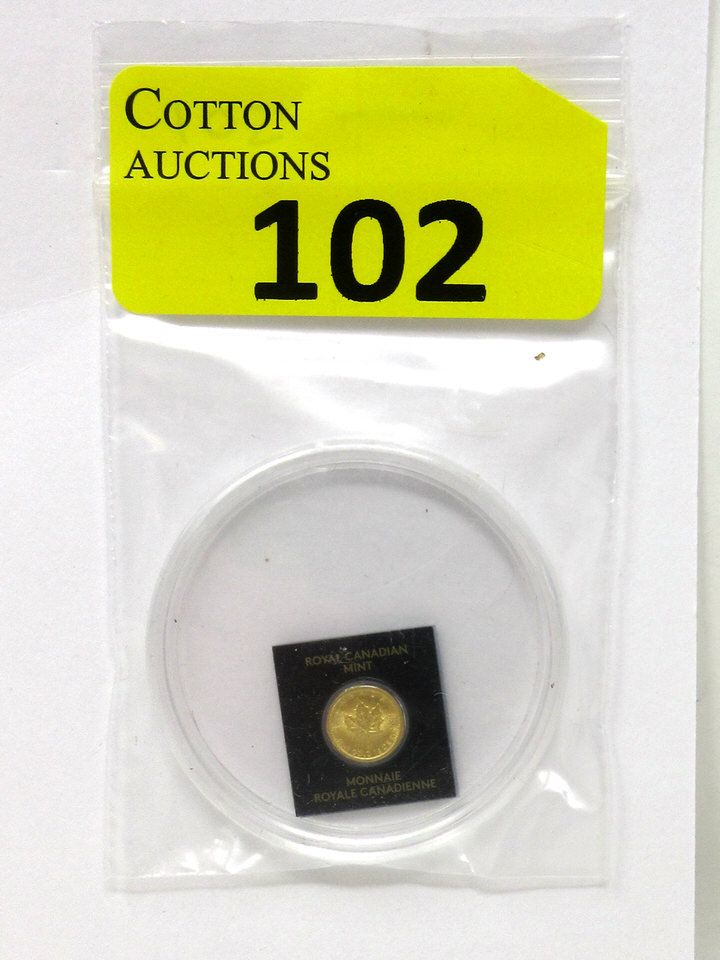 COTTON
AUCTIONS
102
ROYAL CANADIAN
MINT
MONNAIE
ROYALE CANADIENNE